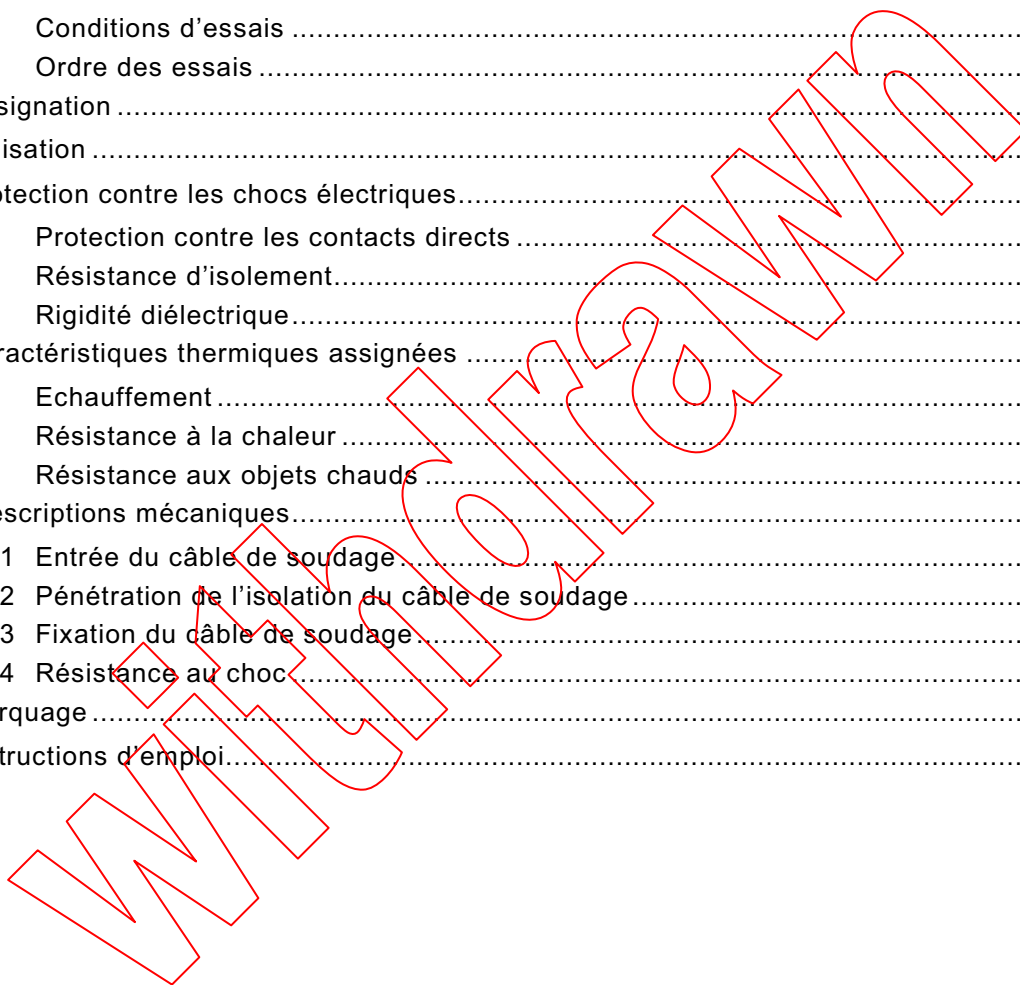 Conditions d’essais
Ordre des essais
signation
isation
otection contre les chocs électriques
Protection contre les contacts directs
Résistance d’isolement
Rigidité diélectrique
ractéristiques thermiques assignées
Echauffement
Résistance à la chaleur
Résistance aux objets chauds
escriptions mécaniques
1 Entrée du câble de soudage
2 Pénétration de l’isolation du câble de soudage
3 Fixation du câble de soudage
4 Résistance au choc
rquage
tructions d’emploi
withdrawn